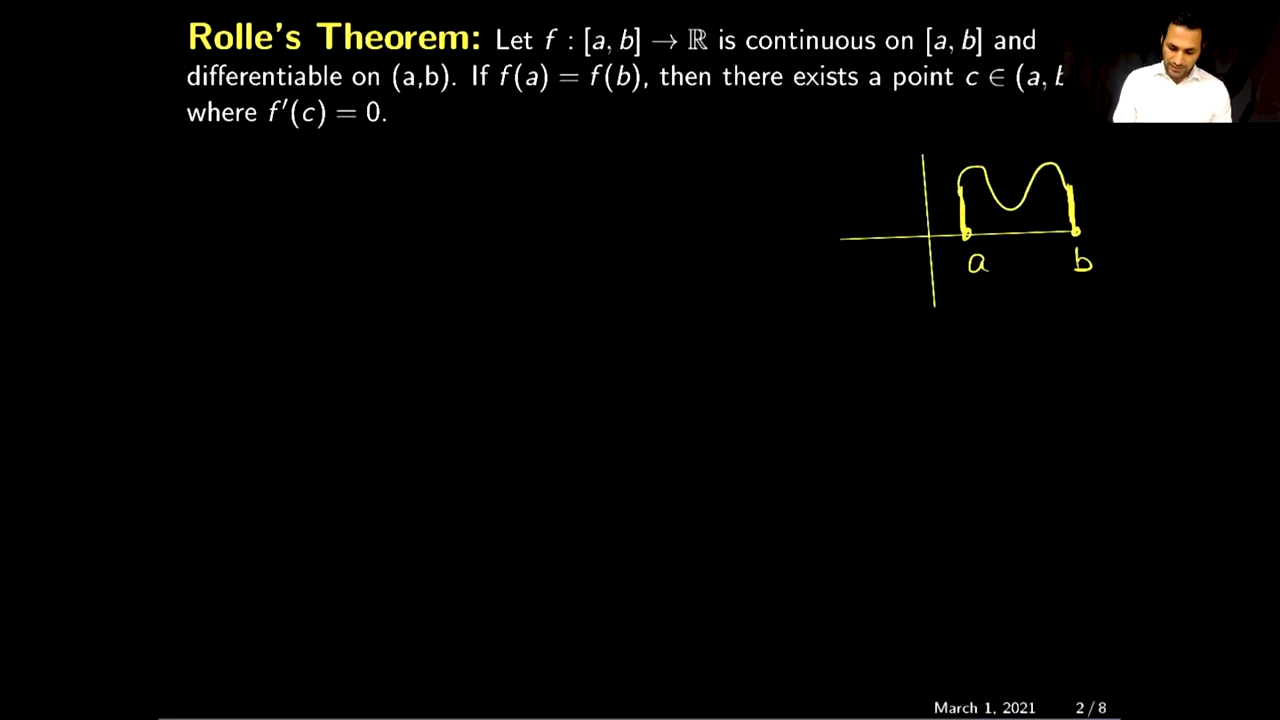 Rolle's Theorem: Let f : [a, b] → ℝ is continuous on [a, b] and
differentiable on (a,b). If f(a) = f(b), then there exists a point c ∈ (a,
where f′(c) = 0.
a b
March 1, 2021 2 / 8